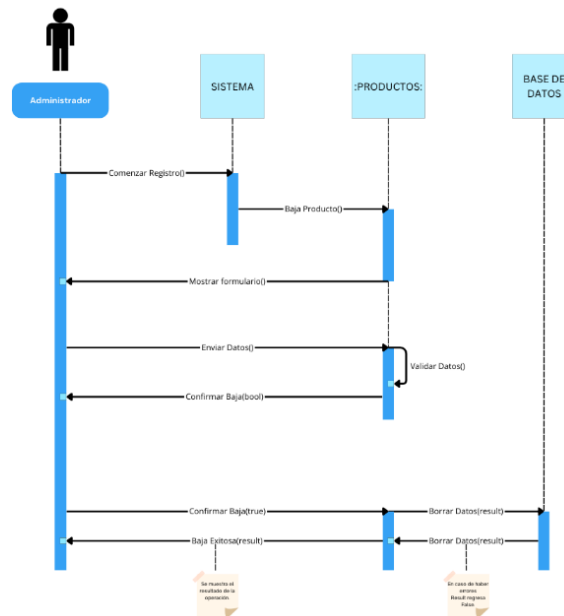 BASE DE
DATOS
SISTEMA
:PRODUCTOS:
Administrador
Comenzar Registro()
Baja Producto()
Mostrar formulario()
Enviar Datos()
Validar Datos()
Confirmar Baja(bool)
Confirmar Baja(true)
Borrar Datos(result)
Baja Exitosa(result)
Borrar Datos(result)
Se muestra el
resultado de la
operación
En caso de haber
errores
Result regresa
False